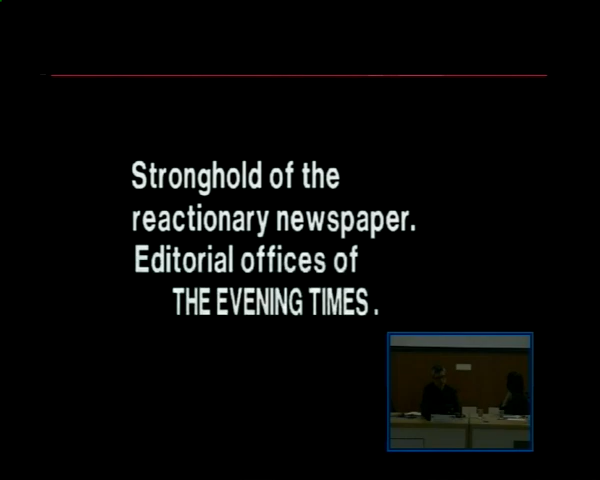 Stronghold of the
reactionary newspaper.
Editorial offices of
THE EVENING TIMES .